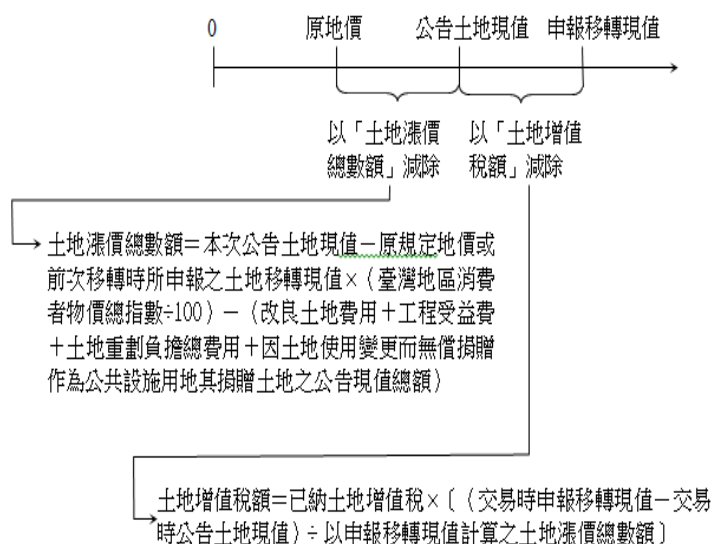 0 原地價 公告土地現值 申報移轉現值
以「土地漲價
總數額」減除
以「土地增值
稅額」減除
土地漲價總數額＝本次公告土地現值－原規定地價或
前次移轉時所申報之土地移轉現值×（臺灣地區消費
者物價總指數÷100）－（改良土地費用＋工程受益費
＋土地重劃負擔總費用＋因土地使用變更而無償捐贈
作為公共設施用地其捐贈土地之公告現值總額）
土地增值稅額＝已納土地增值稅×〔（交易時申報移轉現值－交易
時公告土地現值）÷以申報移轉現值計算之土地漲價總數額〕